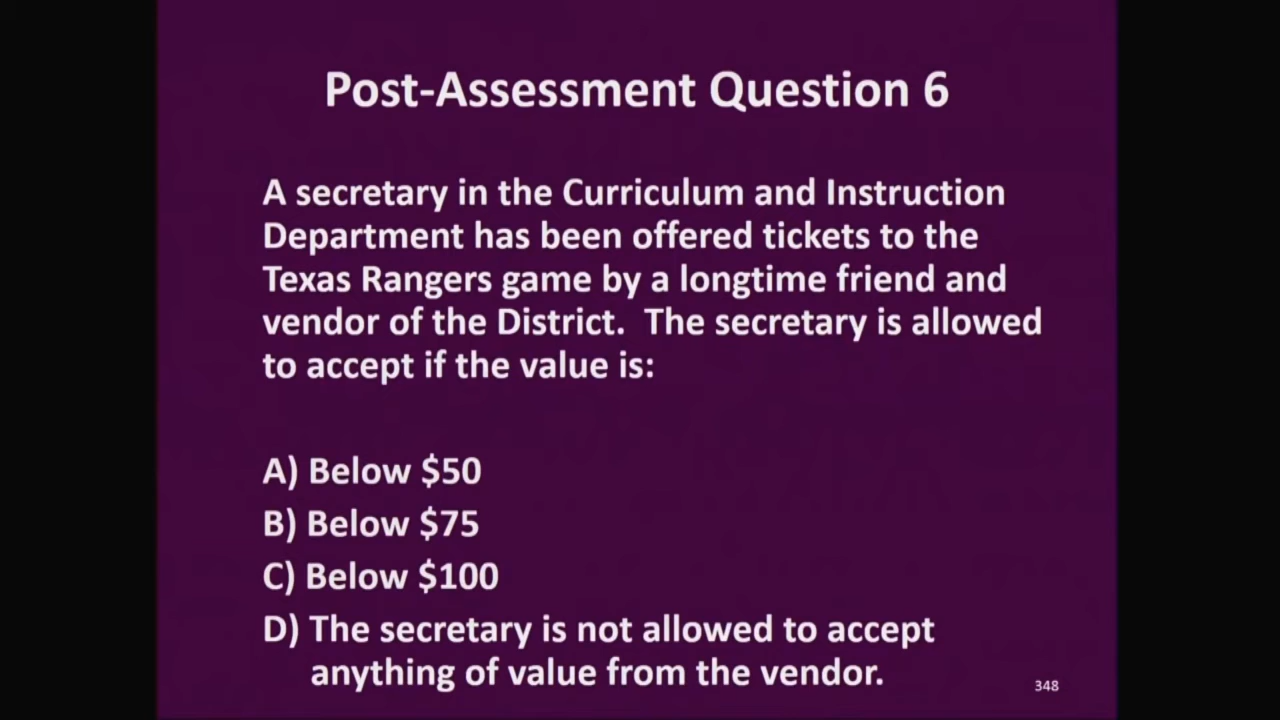 Post-Assessment Question 6
A secretary in the Curriculum and Instruction
Department has been offered tickets to the
Texas Rangers game by a longtime friend and
vendor of the District.  The secretary is allowed
to accept if the value is:
A) Below $50
B) Below $75
C) Below $100
D) The secretary is not allowed to accept
anything of value from the vendor.
348